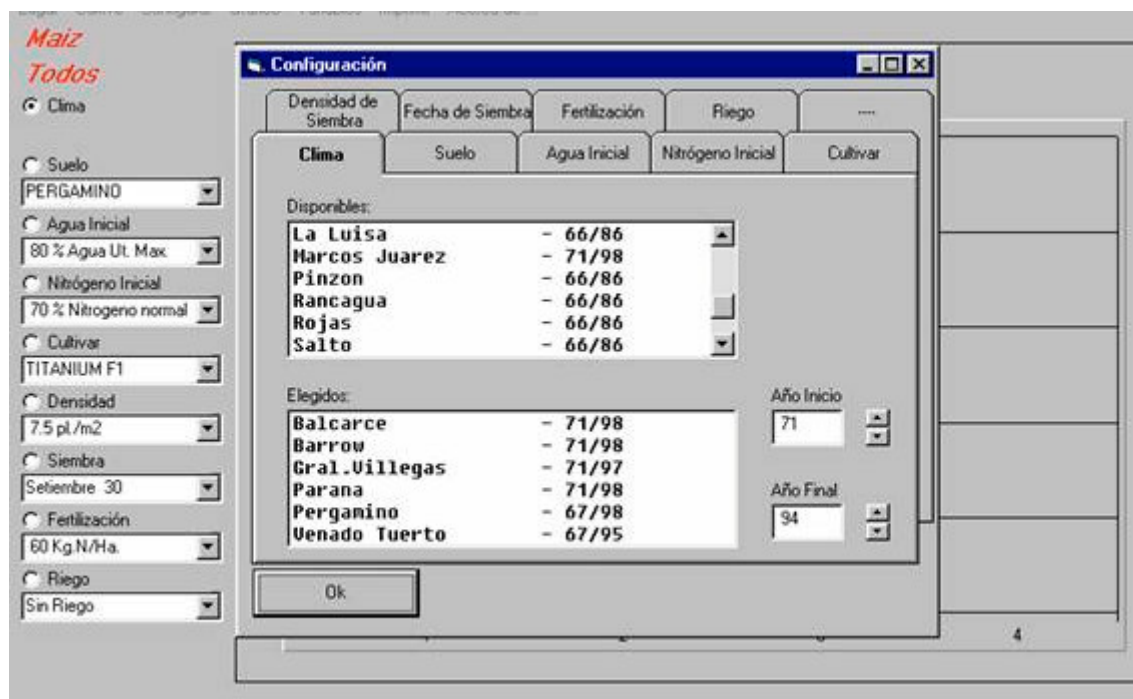 Maiz
Todos
Clima
Suelo
PERGAMINO
Agua Inicial
80 % Agua Ut. Max.
Nitrógeno Inicial
70 % Nitrogeno normal
Cultivar
TITANIUM F1
Densidad
7.5 pl./m2
Siembra
Setiembre 30
Fertilización
60 Kg.N/Ha.
Riego
Sin Riego
Configuración
Densidad de
Siembra
Fecha de Siembra
Fertilización
Riego
----
Clima
Suelo
Agua Inicial
Nitrógeno Inicial
Cultivar
Disponibles:
La Luisa - 66/86
Marcos Juarez - 71/98
Pinzon - 66/86
Rancagua - 66/86
Rojas - 66/86
Salto - 66/86
Elegidos:
Balcarce - 71/98
Barrow - 71/98
Gral.Villegas - 71/97
Parana - 71/98
Pergamino - 67/98
Venado Tuerto - 67/95
Año Inicio
71
Año Final
94
Ok
4